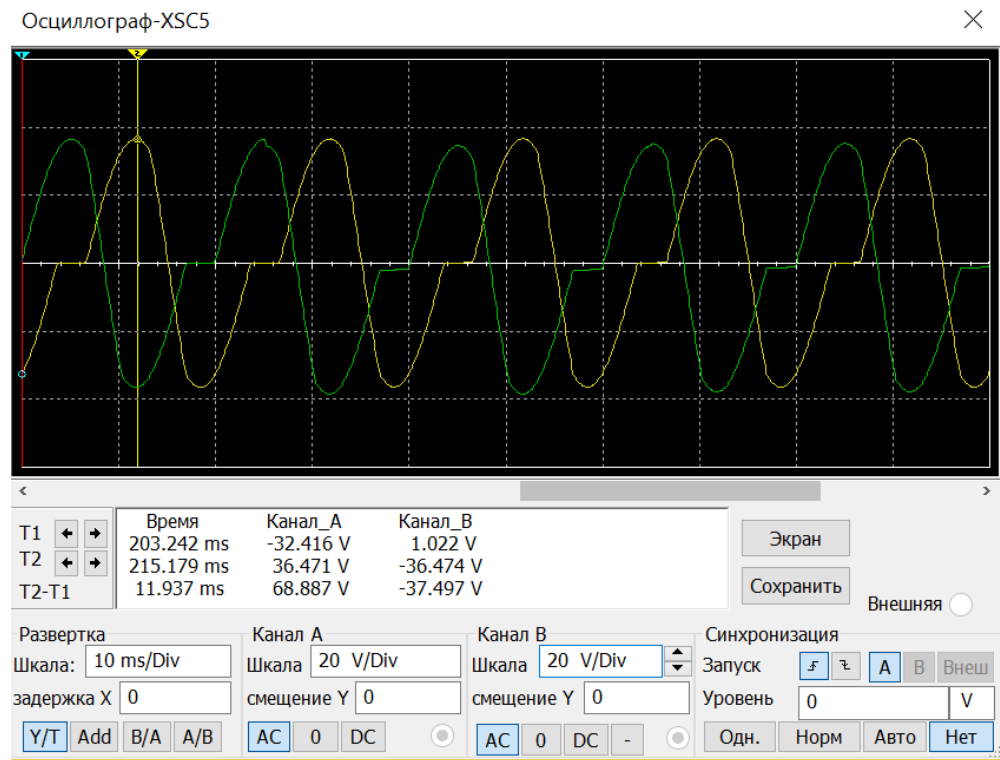 Осциллограф-XSC5
1 2
T1 Время Канал_A Канал_B
203.242 ms -32.416 V 1.022 V
T2 215.179 ms 36.471 V -36.474 V
T2-T1 11.937 ms 68.887 V -37.497 V
Экран
Сохранить
Внешняя
Развертка
Шкала: 10 ms/Div
задержка X 0
Y/T Add B/A A/B
Канал A
Шкала 20 V/Div
смещение Y 0
AC 0 DC
Канал B
Шкала 20 V/Div
смещение Y 0
AC 0 DC -
Синхронизация
Запуск A B Внеш
Уровень 0 V
Одн. Норм Авто Нет